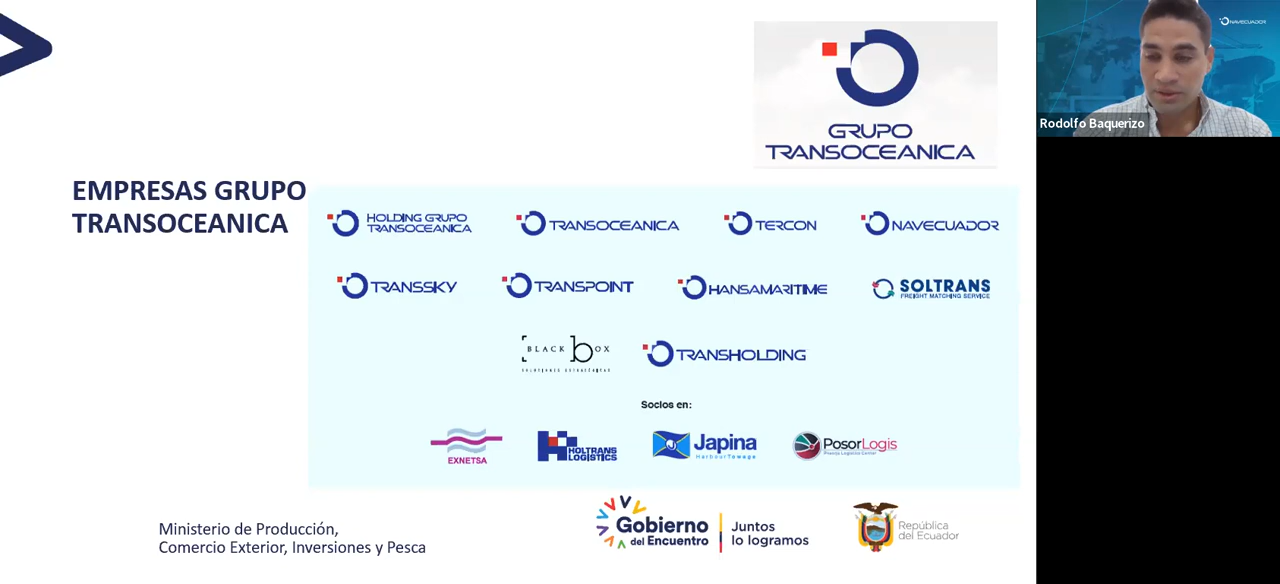 GRUPO
TRANSOCEANICA
NAVECUADOR
Rodolfo Baquerizo
EMPRESAS GRUPO
TRANSOCEANICA
HOLDING GRUPO
TRANSOCEANICA
TRANSOCEANICA
TERCON
NAVECUADOR
TRANSSKY
TRANSPOINT
HANSAMARITIME
SOLTRANS
FREIGHT MATCHING SERVICE
BLACK BOX
Socios en:
EXNETSA
HOLTRANS
LOGISTICS
Japina
HarbourTowage
PosorLogis
Ministerio de Producción,
Comercio Exterior, Inversiones y Pesca
Gobierno
del Encuentro
Juntos
lo logramos
República
del Ecuador
TRANSHOLDING